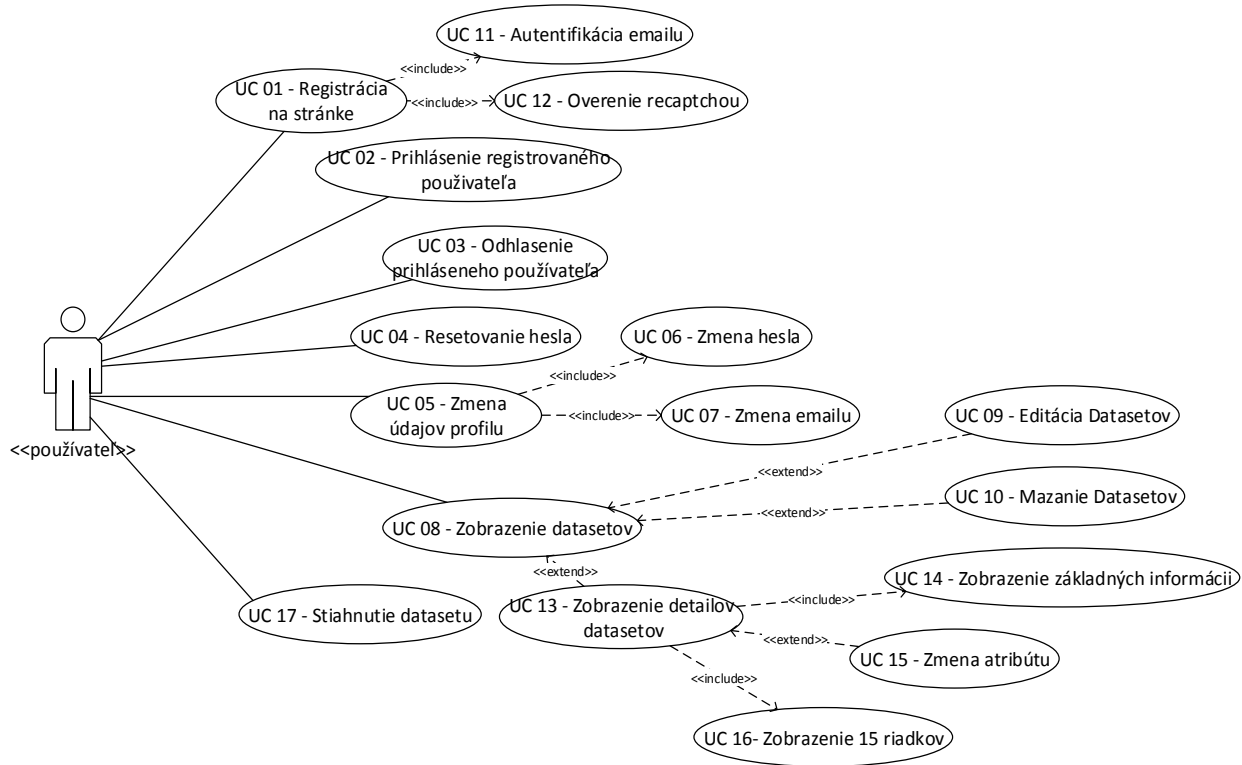 UC 11 - Autentifikácia emailu
<<include>>
UC 01 - Registrácia
na stránke
<<include>>
UC 12 - Overenie recaptchou
UC 02 - Prihlásenie registrovaného
použivateľa
UC 03 - Odhlasenie
prihláseneho používáteľa
UC 04 - Resetovanie hesla
UC 06 - Zmena hesla
<<include>>
UC 05 - Zmena
údajov profilu
<<include>>
UC 07 - Zmena emailu
<<používateľ>>
UC 09 - Editácia Datasetov
<<extend>>
UC 10 - Mazanie Datasetov
<<extend>>
UC 08 - Zobrazenie datasetov
<<extend>>
UC 14 - Zobrazenie základných informácii
<<include>>
UC 13 - Zobrazenie detailov
datasetov
UC 17 - Stiahnutie datasetu
<<extend>>
UC 15 - Zmena atribútu
<<include>>
UC 16- Zobrazenie 15 riadkov